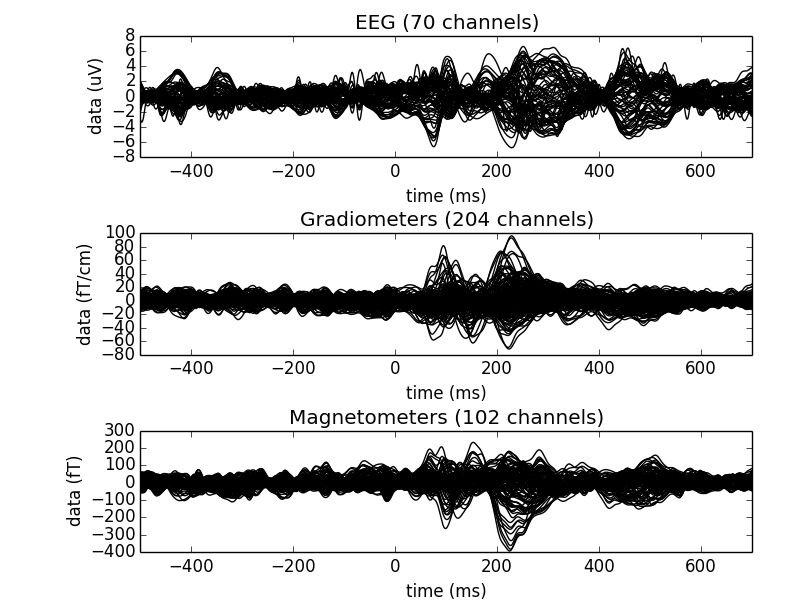 EEG (70 channels)
8
6
4
2
0
−2
−4
−6
−8
data (uV)
−400 −200 0 200 400 600
time (ms)
Gradiometers (204 channels)
100
80
60
40
20
0
−20
−40
−60
−80
data (fT/cm)
−400 −200 0 200 400 600
time (ms)
Magnetometers (102 channels)
300
200
100
0
−100
−200
−300
−400
data (fT)
−400 −200 0 200 400 600
time (ms)